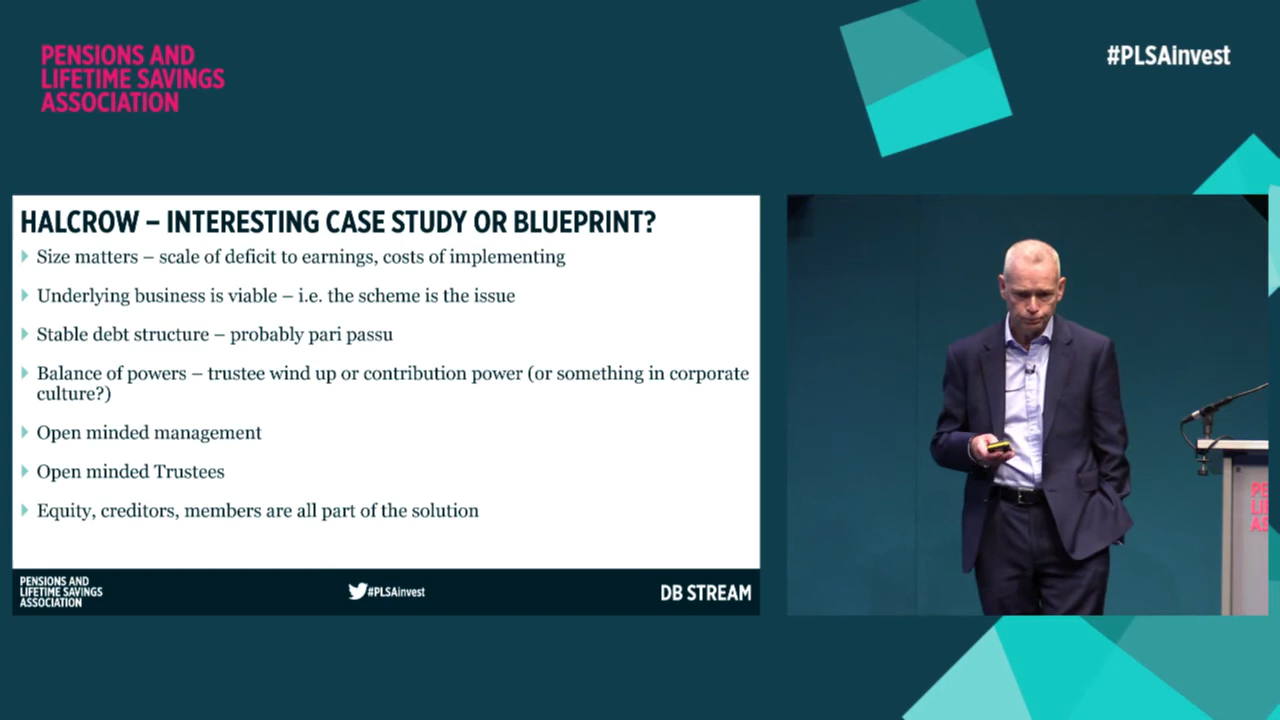 PENSIONS AND
LIFETIME SAVINGS
ASSOCIATION
#PLSAinvest
HALCROW – INTERESTING CASE STUDY OR BLUEPRINT?
Size matters – scale of deficit to earnings, costs of implementing
Underlying business is viable – i.e. the scheme is the issue
Stable debt structure – probably pari passu
Balance of powers – trustee wind up or contribution power (or something in corporate
culture?)
Open minded management
Open minded Trustees
Equity, creditors, members are all part of the solution
PENSIONS AND
LIFETIME SAVINGS
ASSOCIATION
#PLSAinvest
DB STREAM